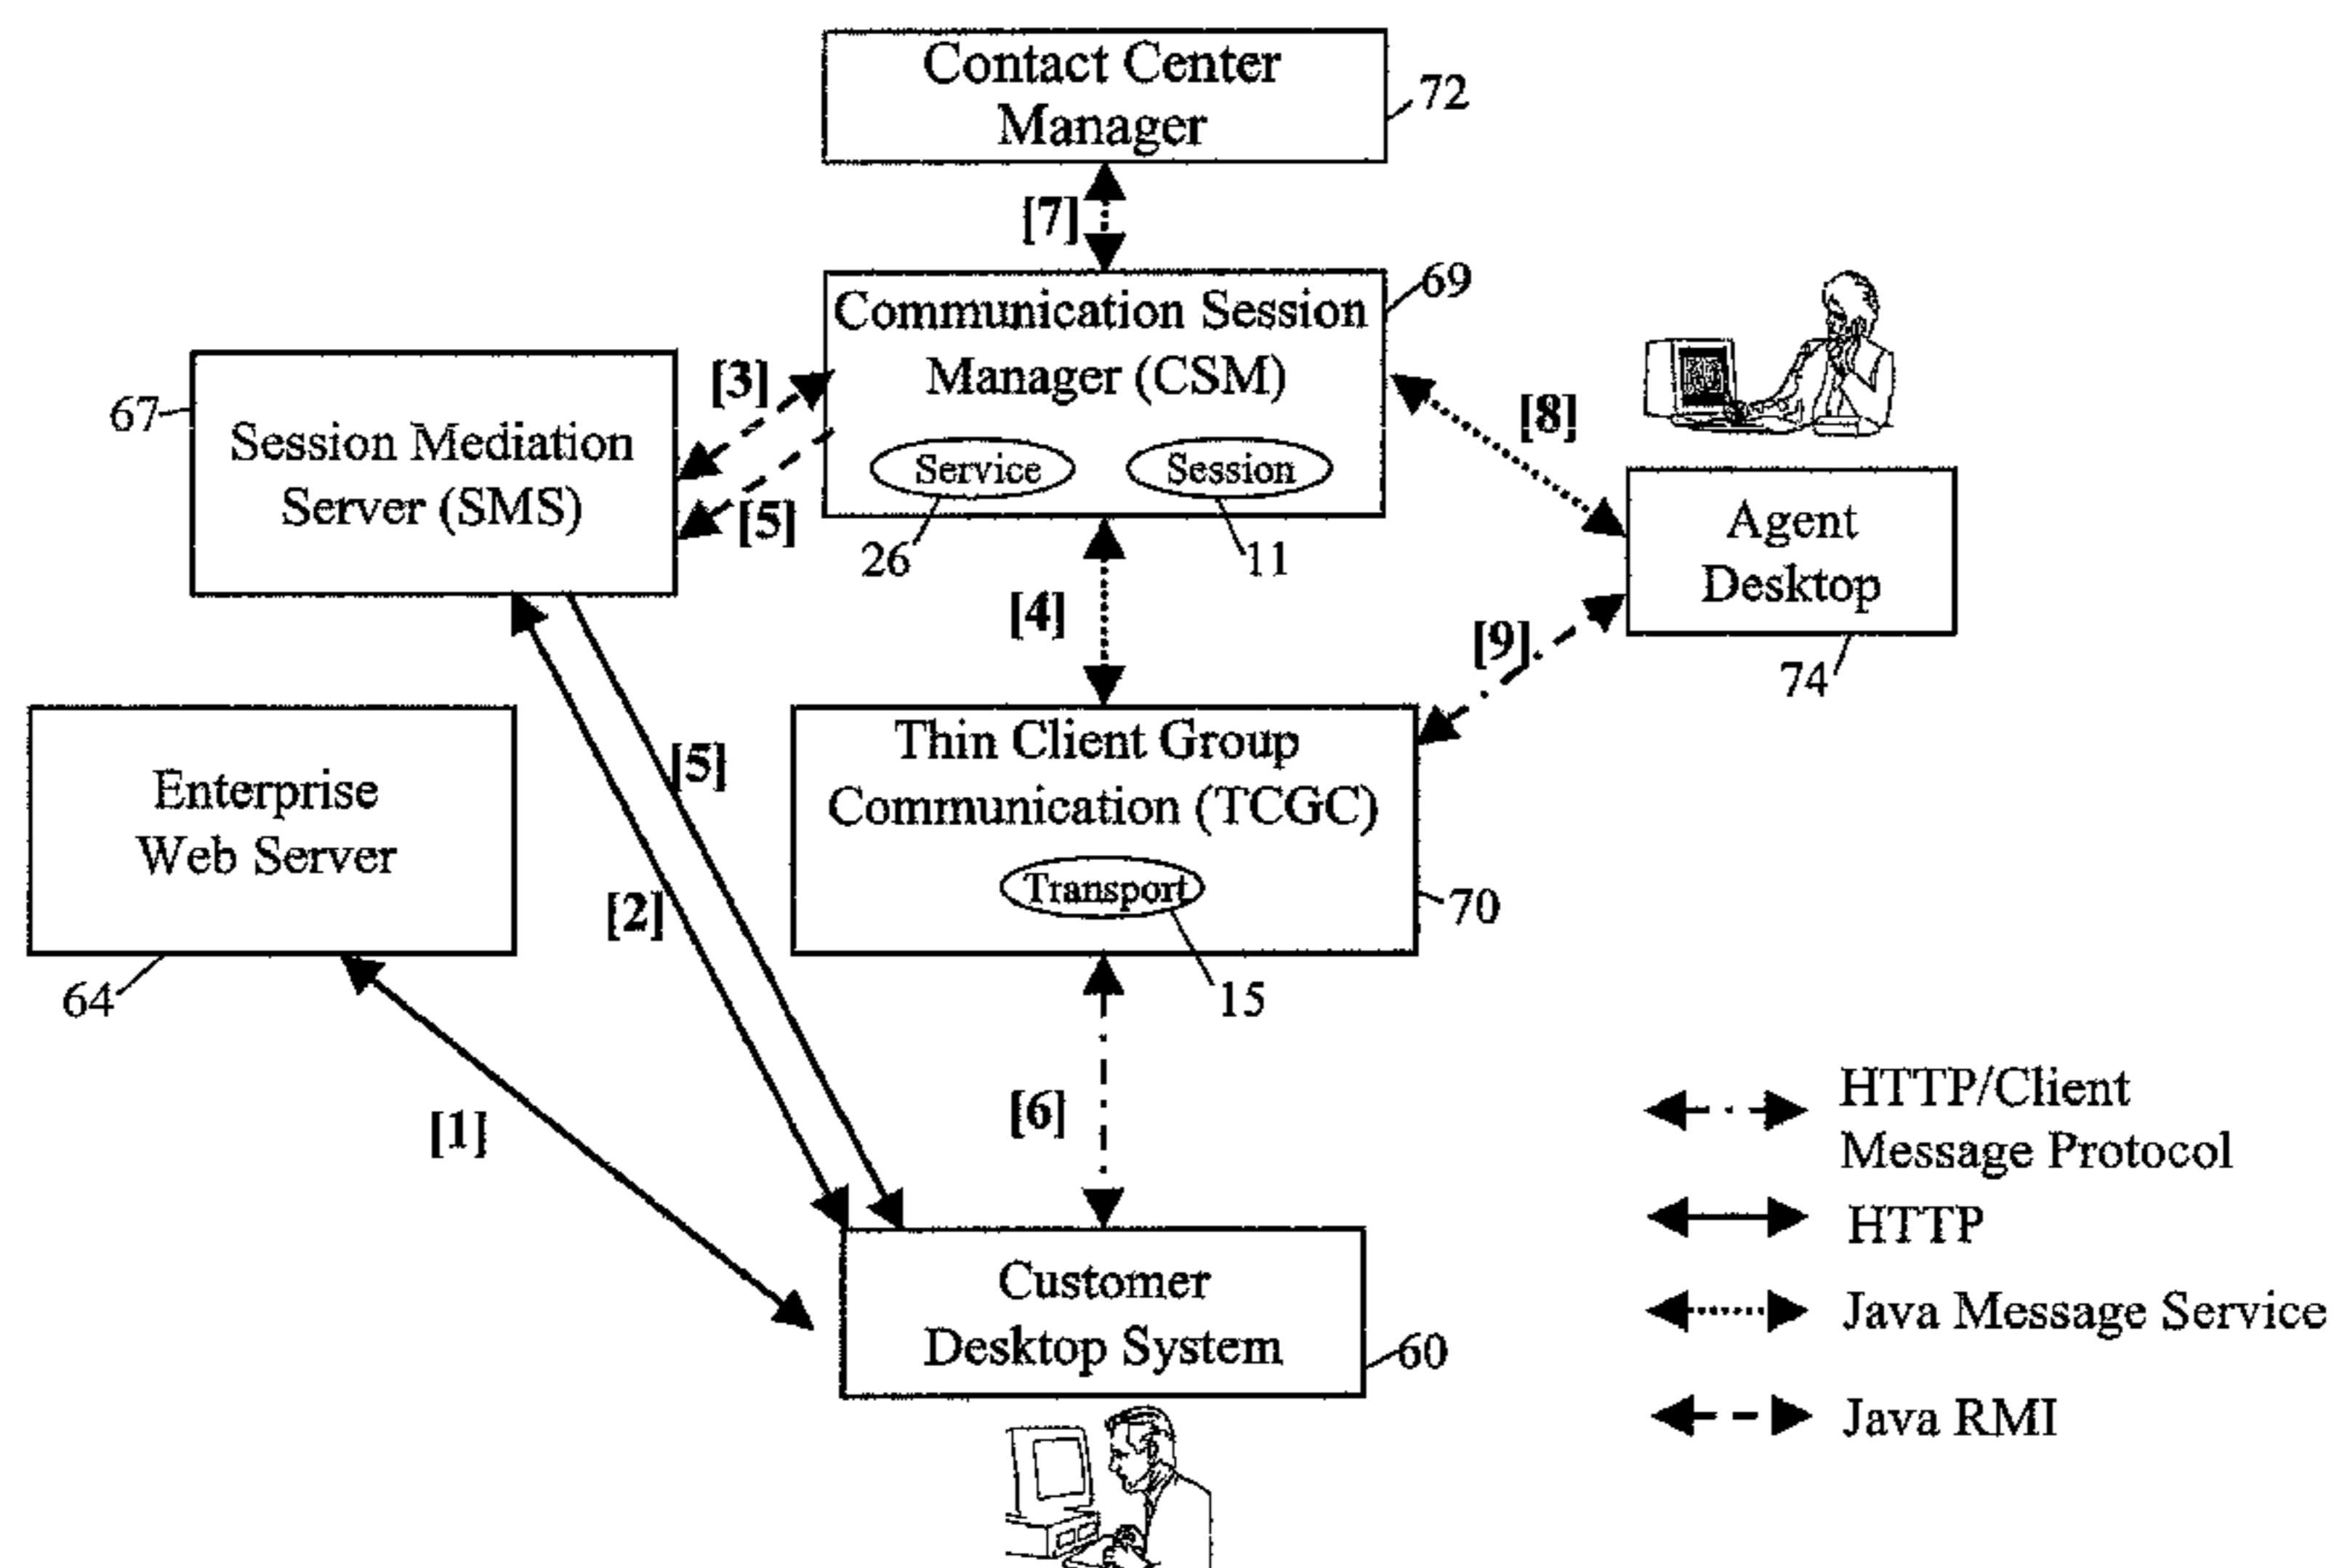 Contact Center
Manager
72
[7]
Communication Session
Manager (CSM)
69
Service
Session
26
11
[3]
[5]
67
Session Mediation
Server (SMS)
[8]
Agent
Desktop
74
[4]
[9]
Thin Client Group
Communication (TCGC)
Transport
70
15
Enterprise
Web Server
64
[5]
[2]
[1]
[6]
Customer
Desktop System
60
HTTP/Client
Message Protocol
HTTP
Java Message Service
Java RMI